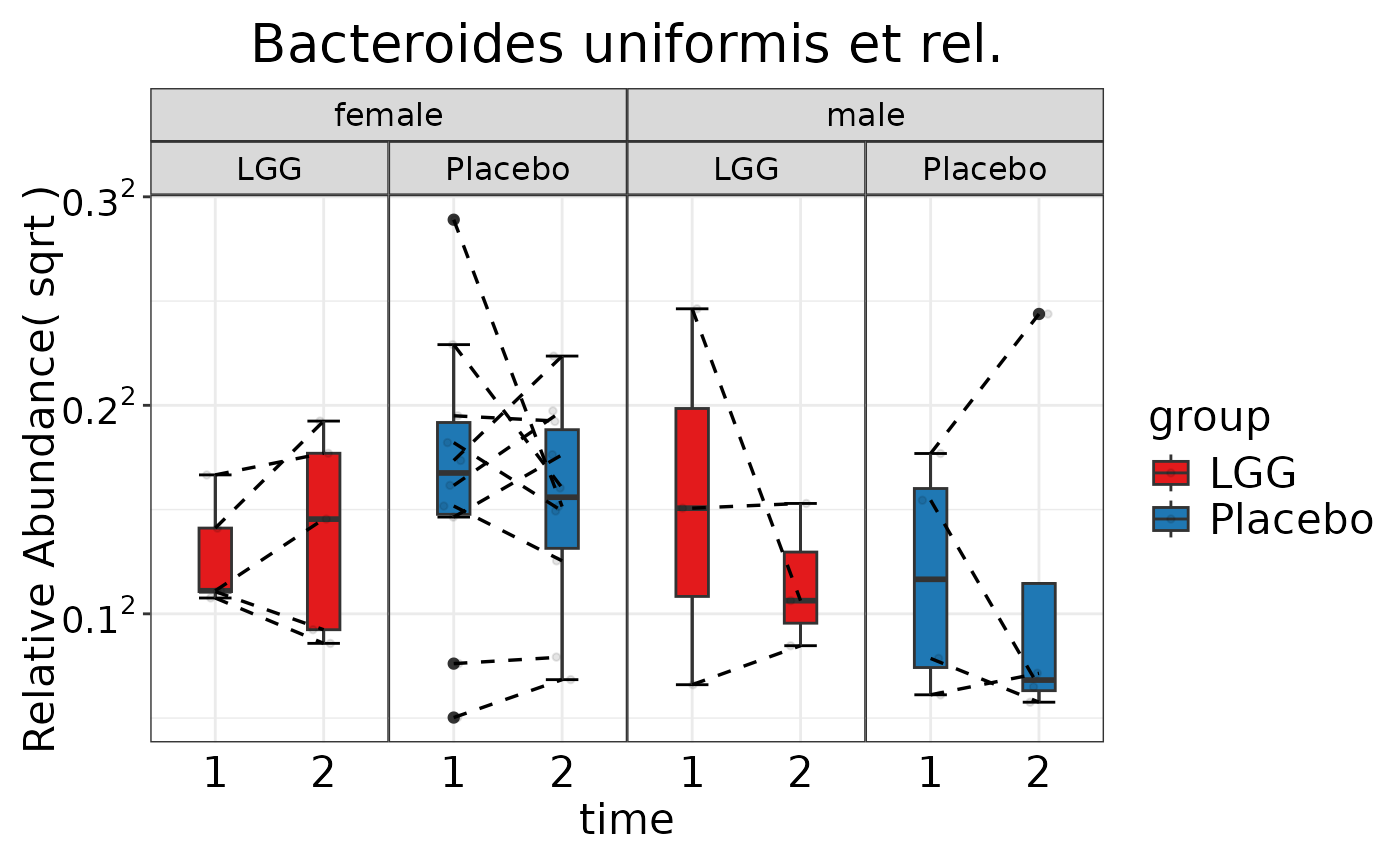 Bacteroides uniformis et rel.
female male
LGG Placebo LGG Placebo
Relative Abundance( sqrt )
0.3²
0.2²
0.1²
1 2 1 2 1 2 1 2
time
group
LGG
Placebo